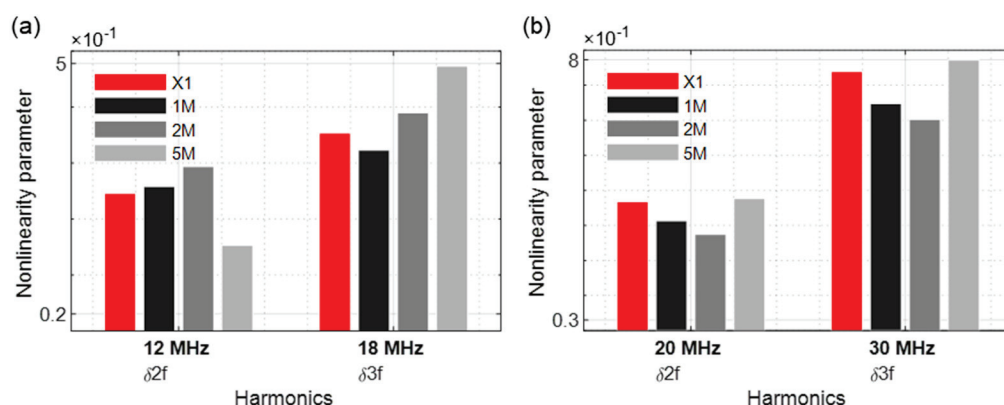 (a)
×10⁻¹
5
0.2
Nonlinearity parameter
X1
1M
2M
5M
12 MHz
18 MHz
δ2f
δ3f
Harmonics
(b)
×10⁻¹
8
0.3
Nonlinearity parameter
X1
1M
2M
5M
20 MHz
30 MHz
δ2f
δ3f
Harmonics